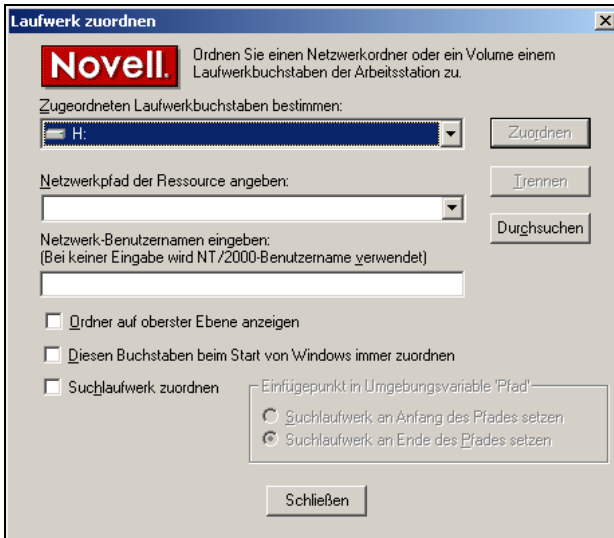 Laufwerk zuordnen
Novell.
Ordnen Sie einen Netzwerkordner oder ein Volume einem
Laufwerkbuchstaben der Arbeitsstation zu.
Zugeordneten Laufwerkbuchstaben bestimmen:
H:
Zuordnen
Netzwerkpfad der Ressource angeben:
Trennen
Durchsuchen
Netzwerk-Benutzernamen eingeben:
(Bei keiner Eingabe wird NT/2000-Benutzername verwendet)
Ordner auf oberster Ebene anzeigen
Diesen Buchstaben beim Start von Windows immer zuordnen
Suchlaufwerk zuordnen
Einfügepunkt in Umgebungsvariable 'Pfad'
Suchlaufwerk an Anfang des Pfades setzen
Suchlaufwerk an Ende des Pfades setzen
Schließen